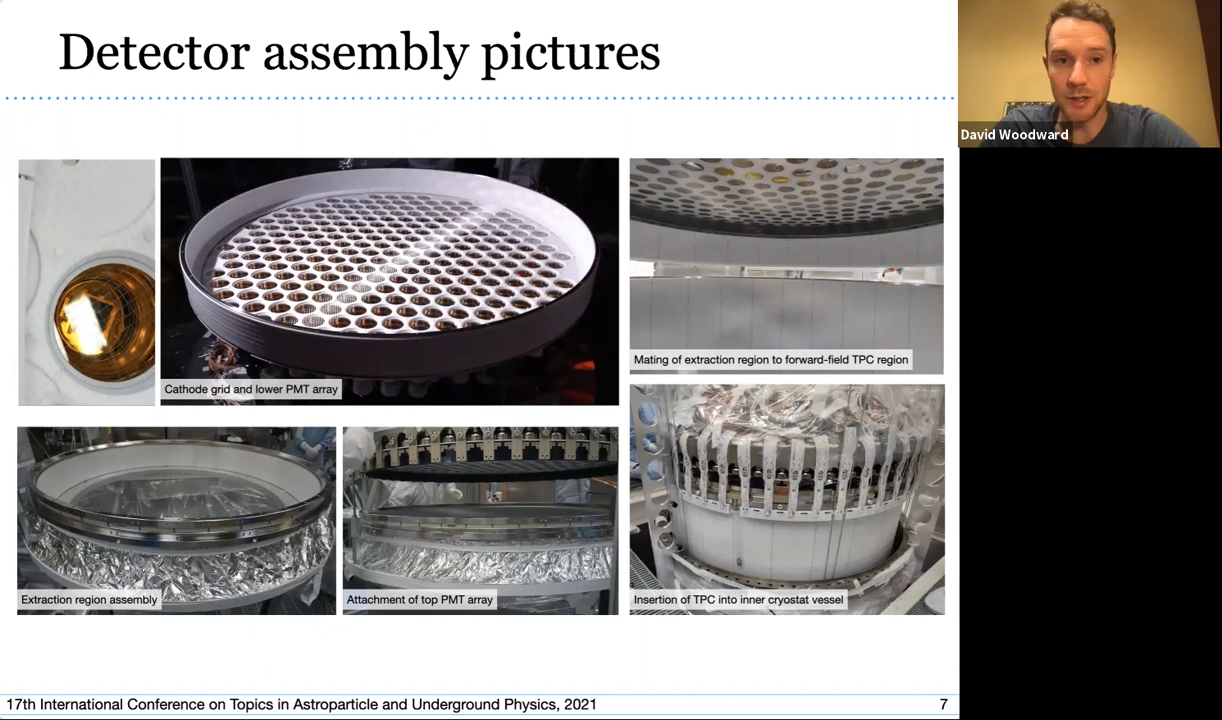 Detector assembly pictures
David Woodward
Cathode grid and lower PMT array
Mating of extraction region to forward-field TPC region
Extraction region assembly
Attachment of top PMT array
Insertion of TPC into inner cryostat vessel
17th International Conference on Topics in Astroparticle and Underground Physics, 2021
7